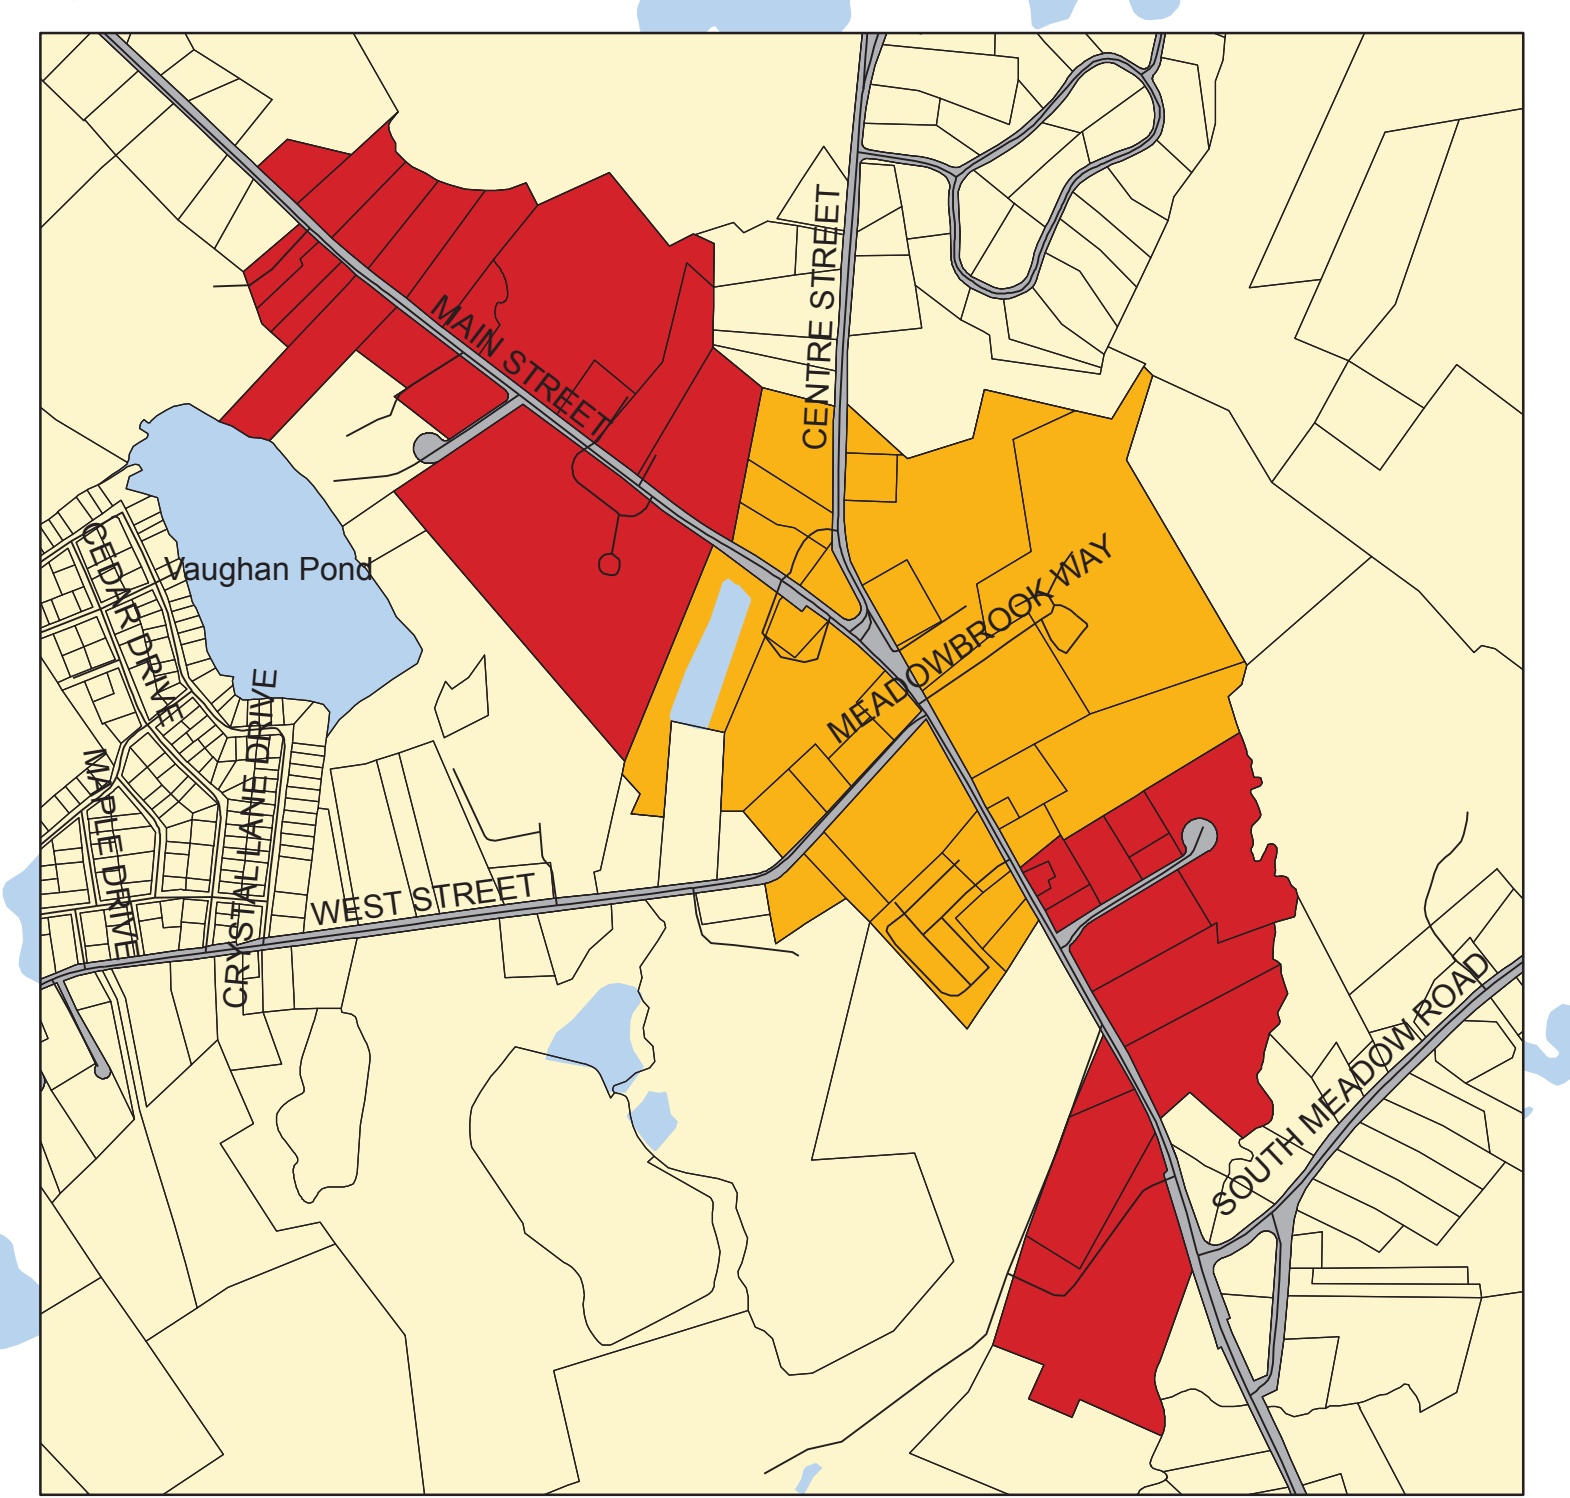 CENTRE STREET
MAIN STREET
MEADOWBROOK WAY
CEDAR DRIVE
Vaughan Pond
CRYSTAL LANE DRIVE
MAPLE DRIVE
WEST STREET
SOUTH MEADOW ROAD